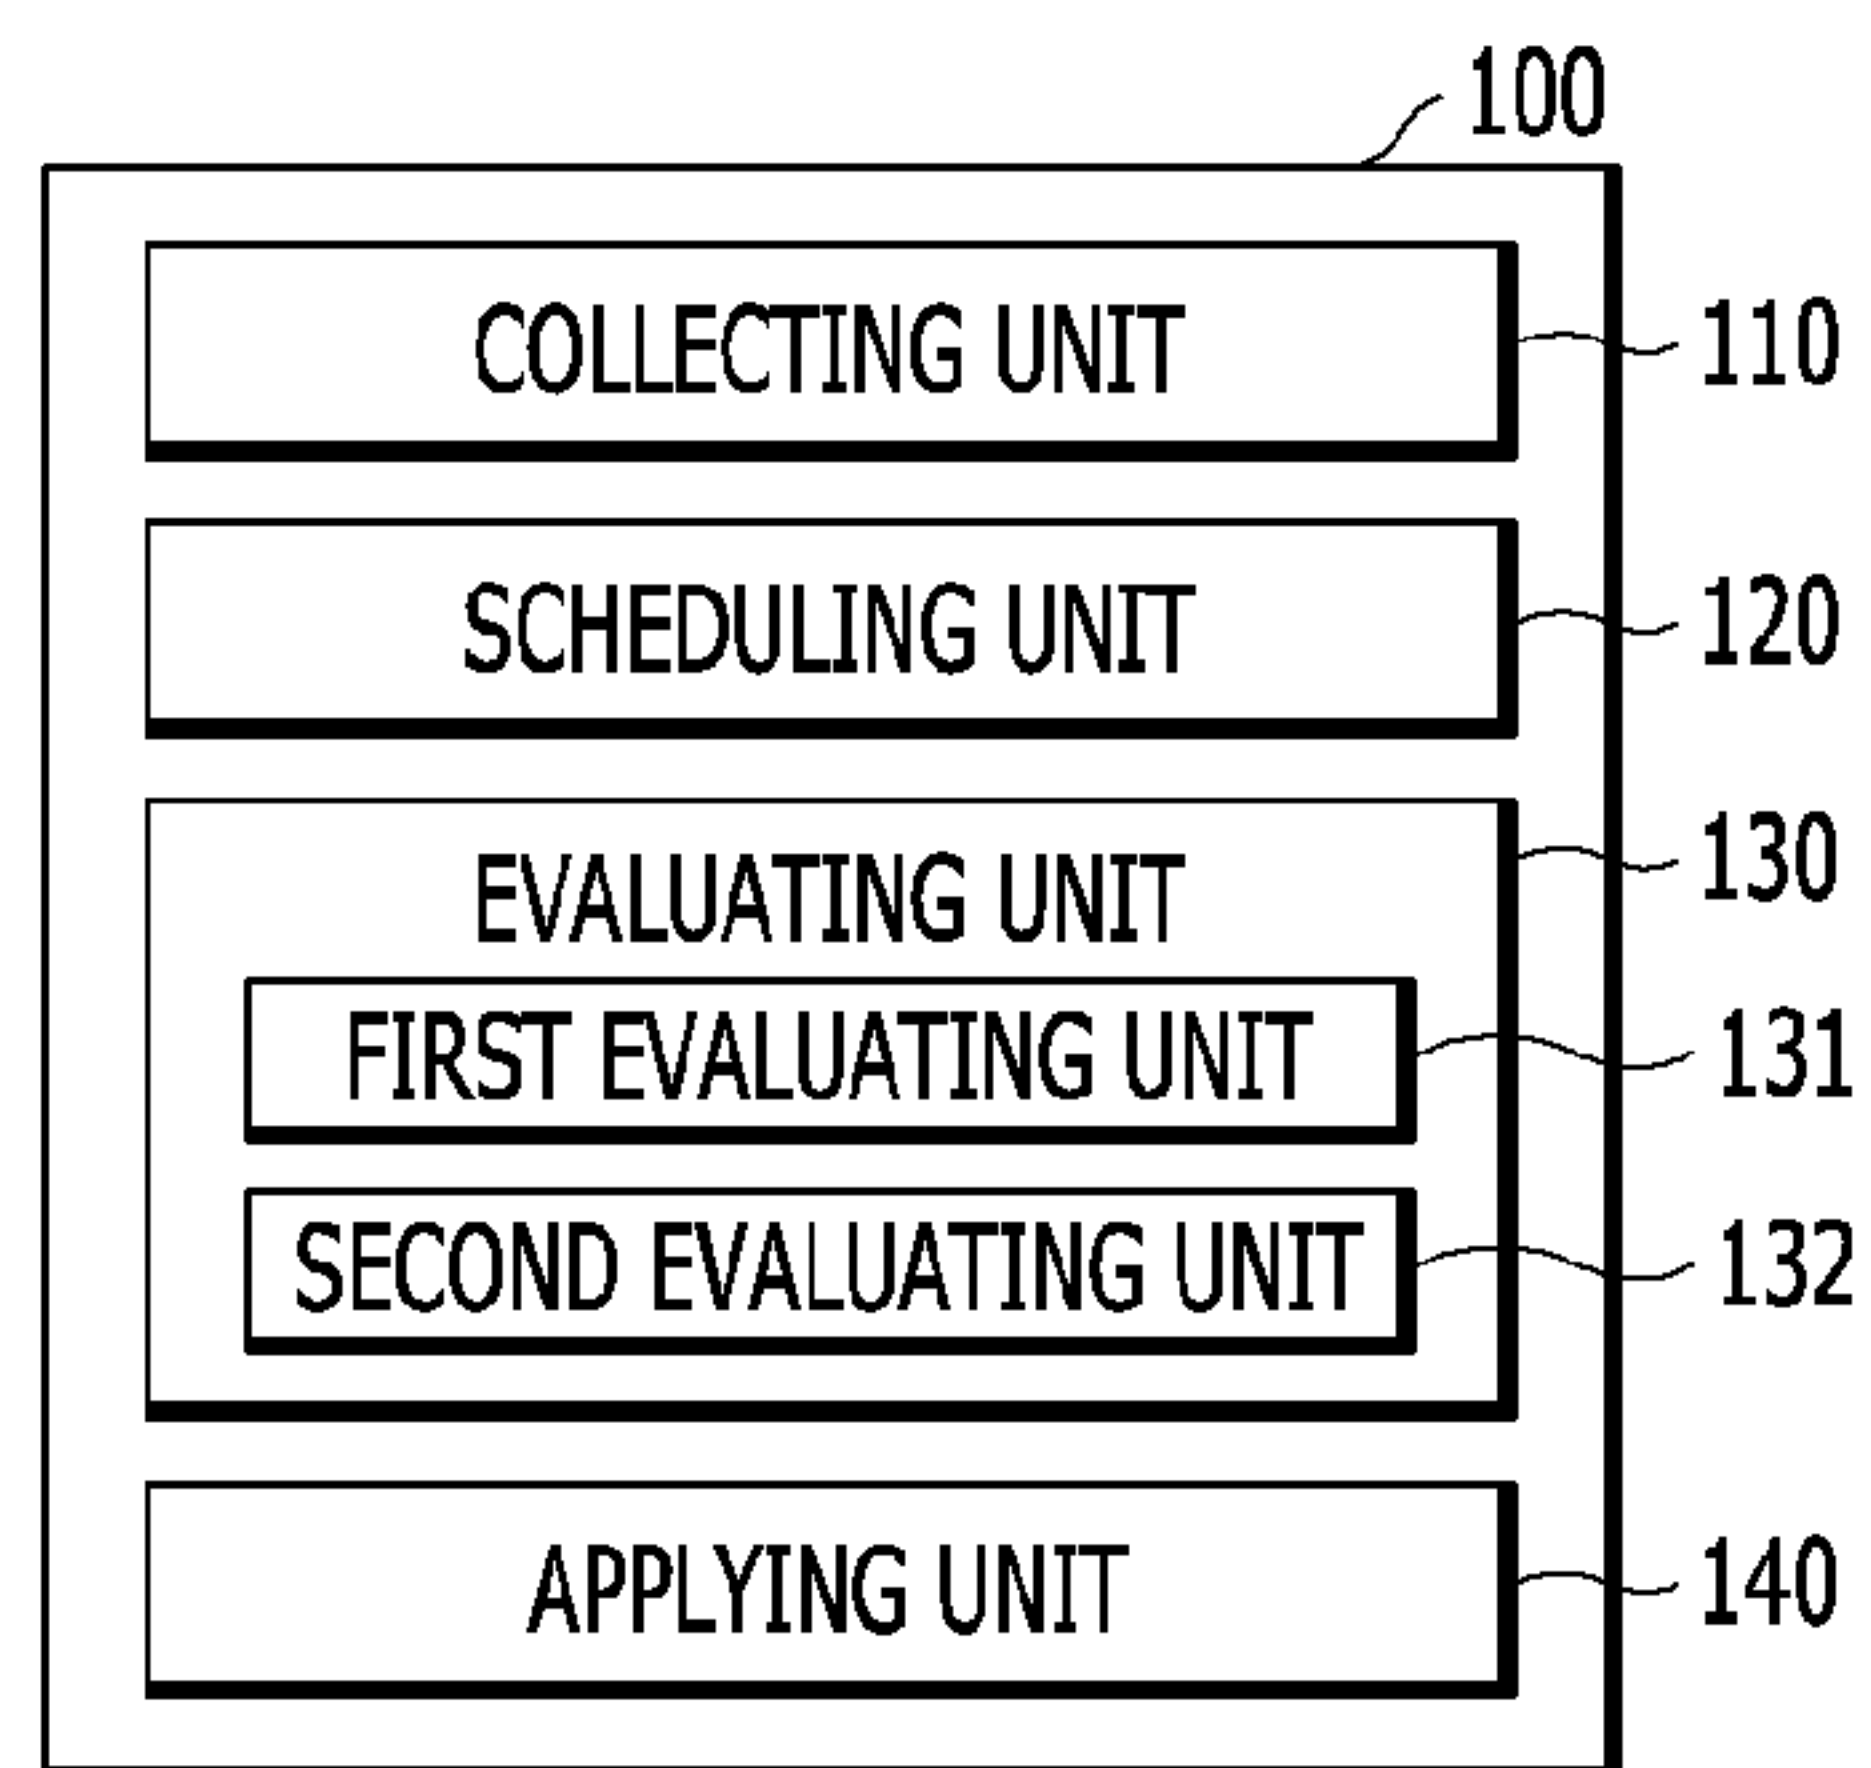 100
COLLECTING UNIT 110
SCHEDULING UNIT 120
EVALUATING UNIT 130
FIRST EVALUATING UNIT 131
SECOND EVALUATING UNIT 132
APPLYING UNIT 140